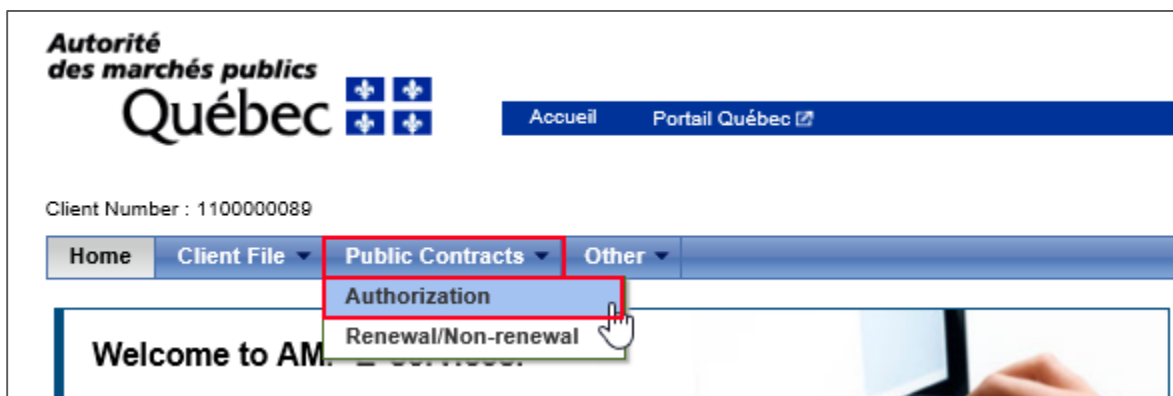 Autorité
des marchés publics
Québec
Accueil Portail Québec
Client Number : 1100000089
Home Client File Public Contracts Other
Authorization
Renewal/Non-renewal
Welcome to AM